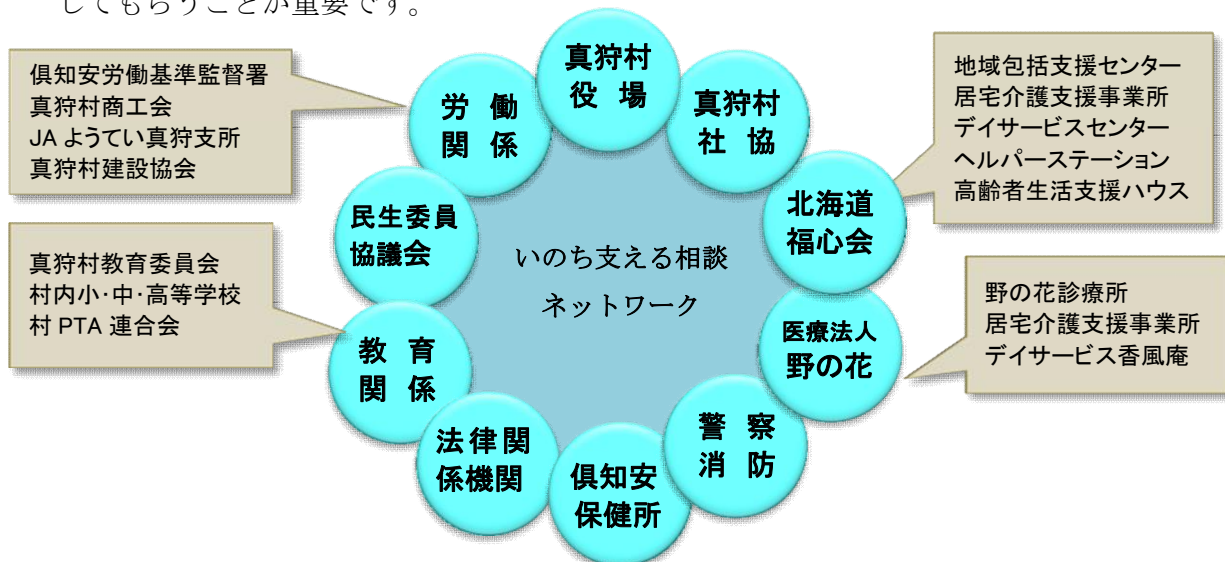 してもらうことが重要です。
真狩村
役 場
真狩村
社 協
北海道
福心会
医療法人
野の花
警 察
消 防
俱知安
保健所
法律関
係機関
教 育
関 係
民生委員
協議会
労 働
関 係
いのち支える相談
ネットワーク
俱知安労働基準監督署
真狩村商工会
JA ようてい真狩支所
真狩村建設協会
真狩村教育委員会
村内小・中・高等学校
村 PTA 連合会
地域包括支援センター
居宅介護支援事業所
デイサービスセンター
ヘルパーステーション
高齢者生活支援ハウス
野の花診療所
居宅介護支援事業所
デイサービス香風庵